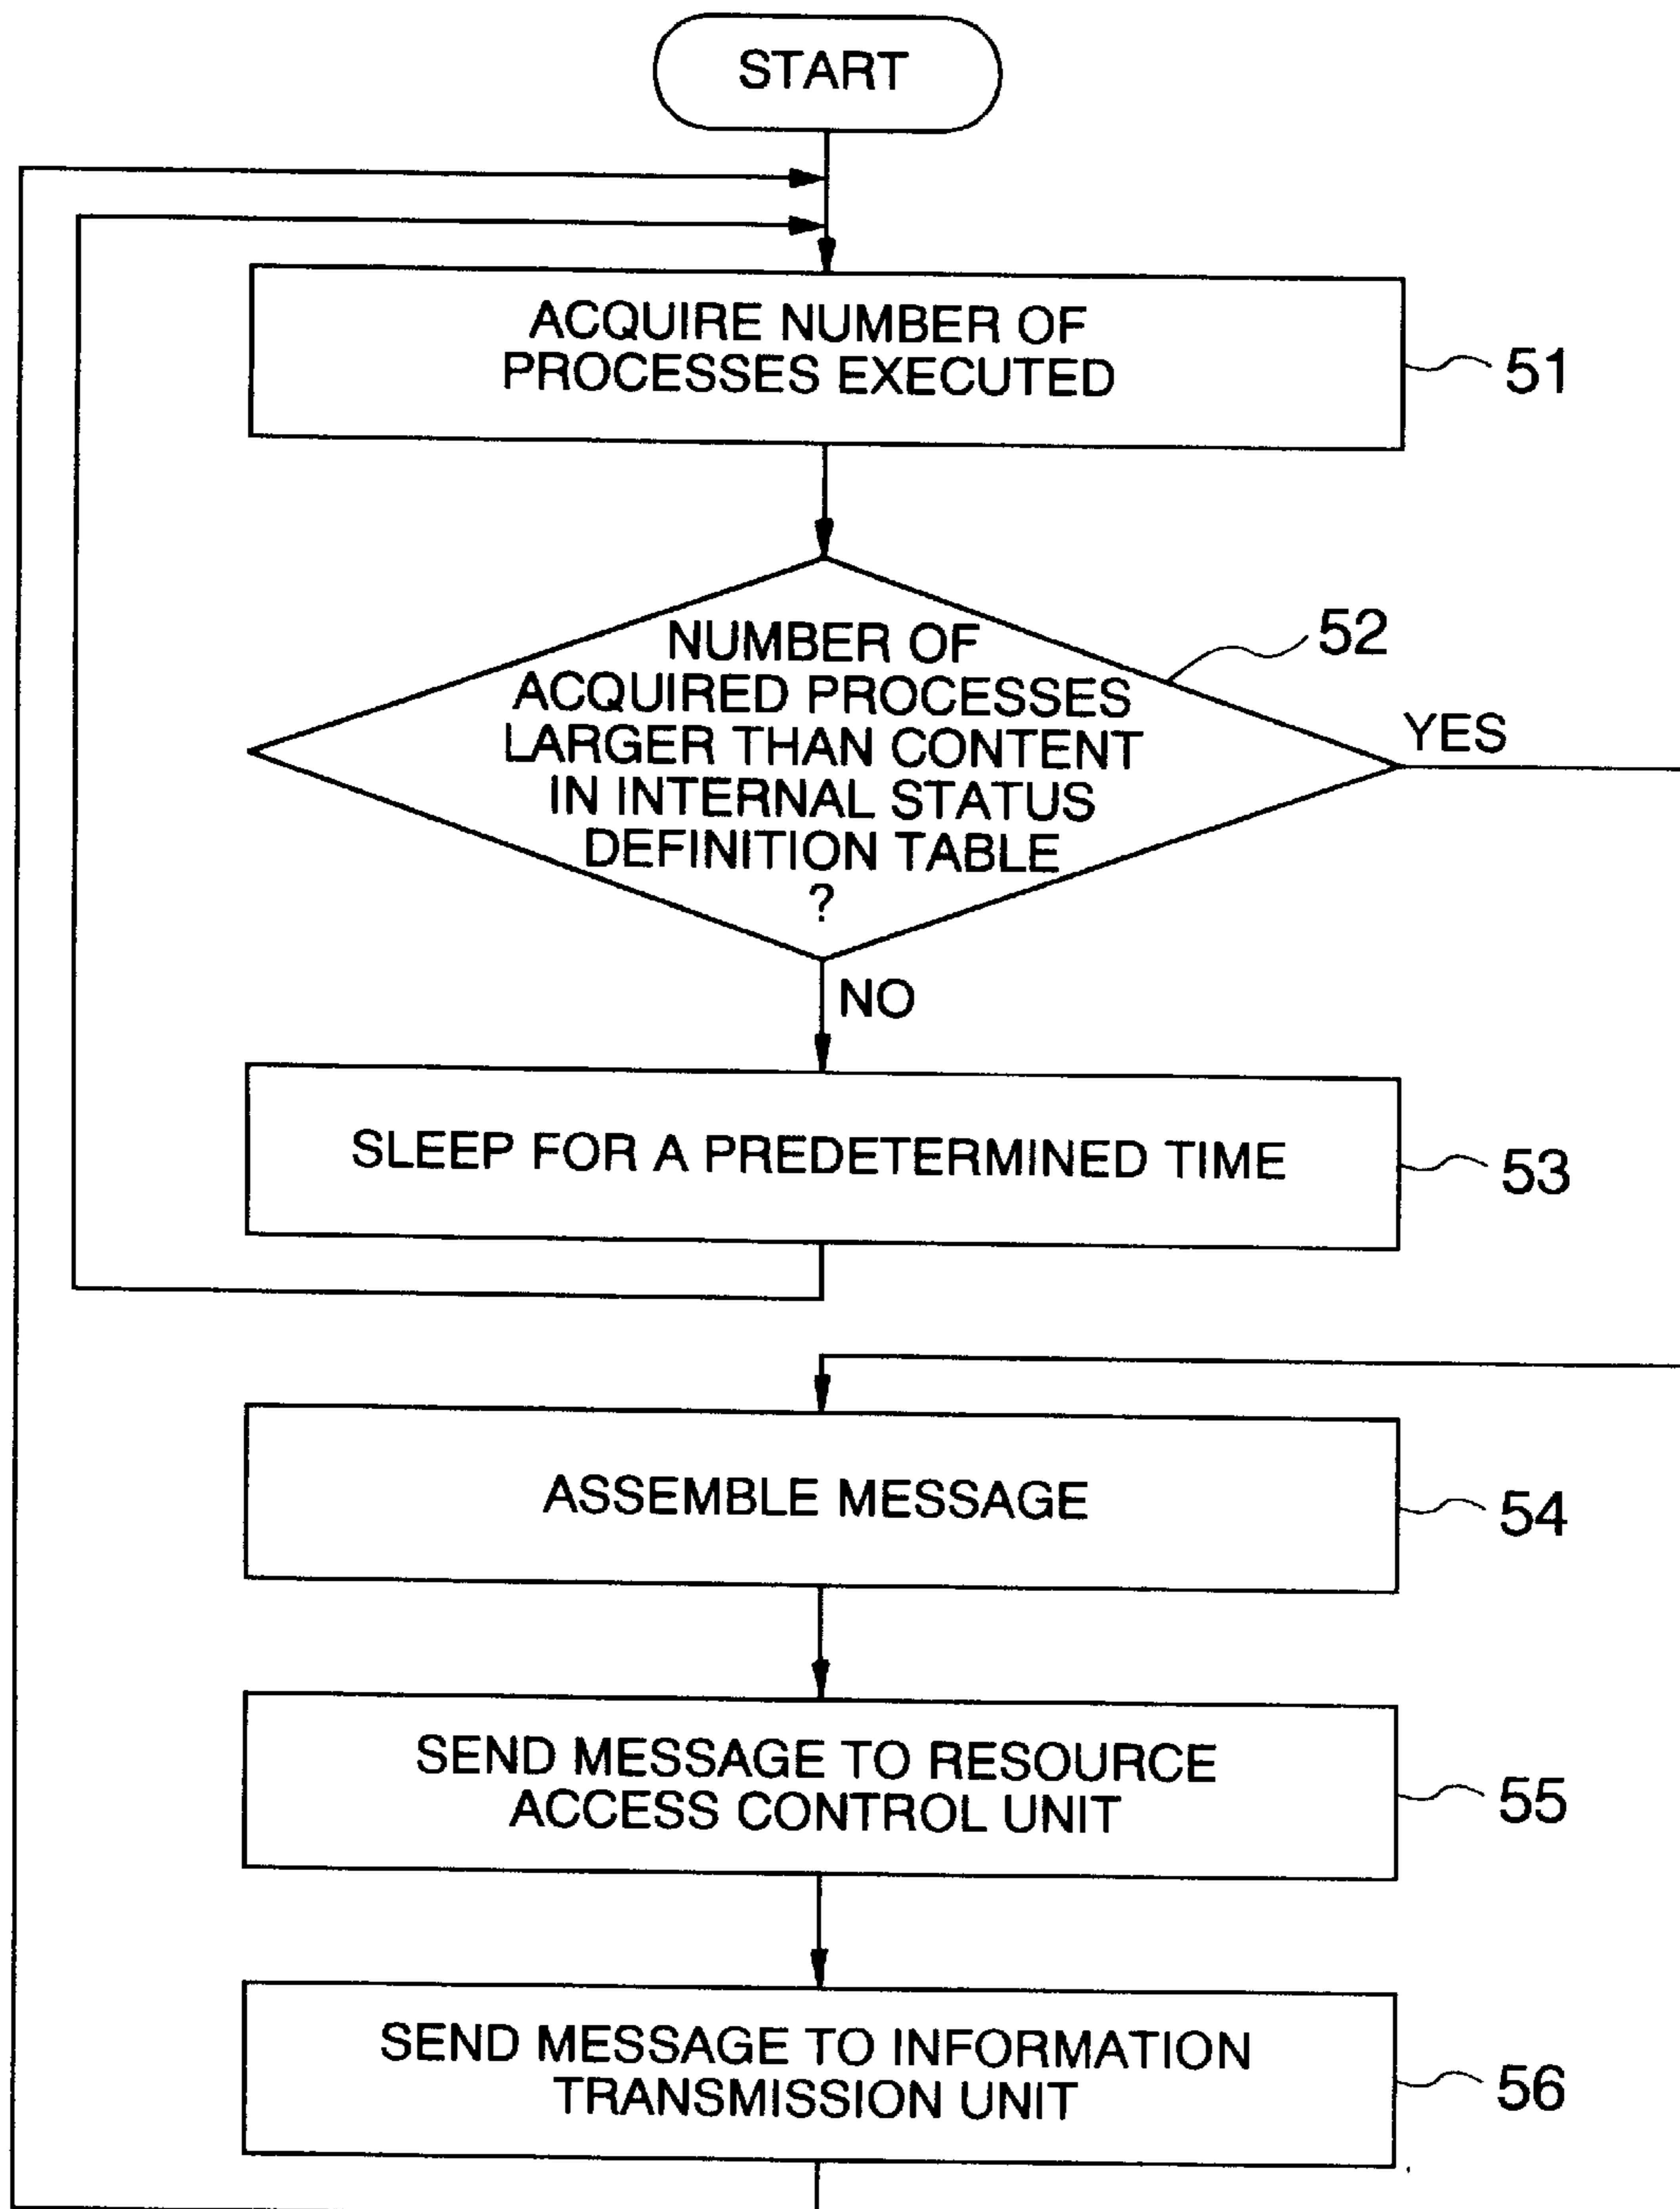 START
ACQUIRE NUMBER OF
PROCESSES EXECUTED
51
NUMBER OF
ACQUIRED PROCESSES
LARGER THAN CONTENT
IN INTERNAL STATUS
DEFINITION TABLE
?
52
YES
NO
SLEEP FOR A PREDETERMINED TIME
53
ASSEMBLE MESSAGE
54
SEND MESSAGE TO RESOURCE
ACCESS CONTROL UNIT
55
SEND MESSAGE TO INFORMATION
TRANSMISSION UNIT
56